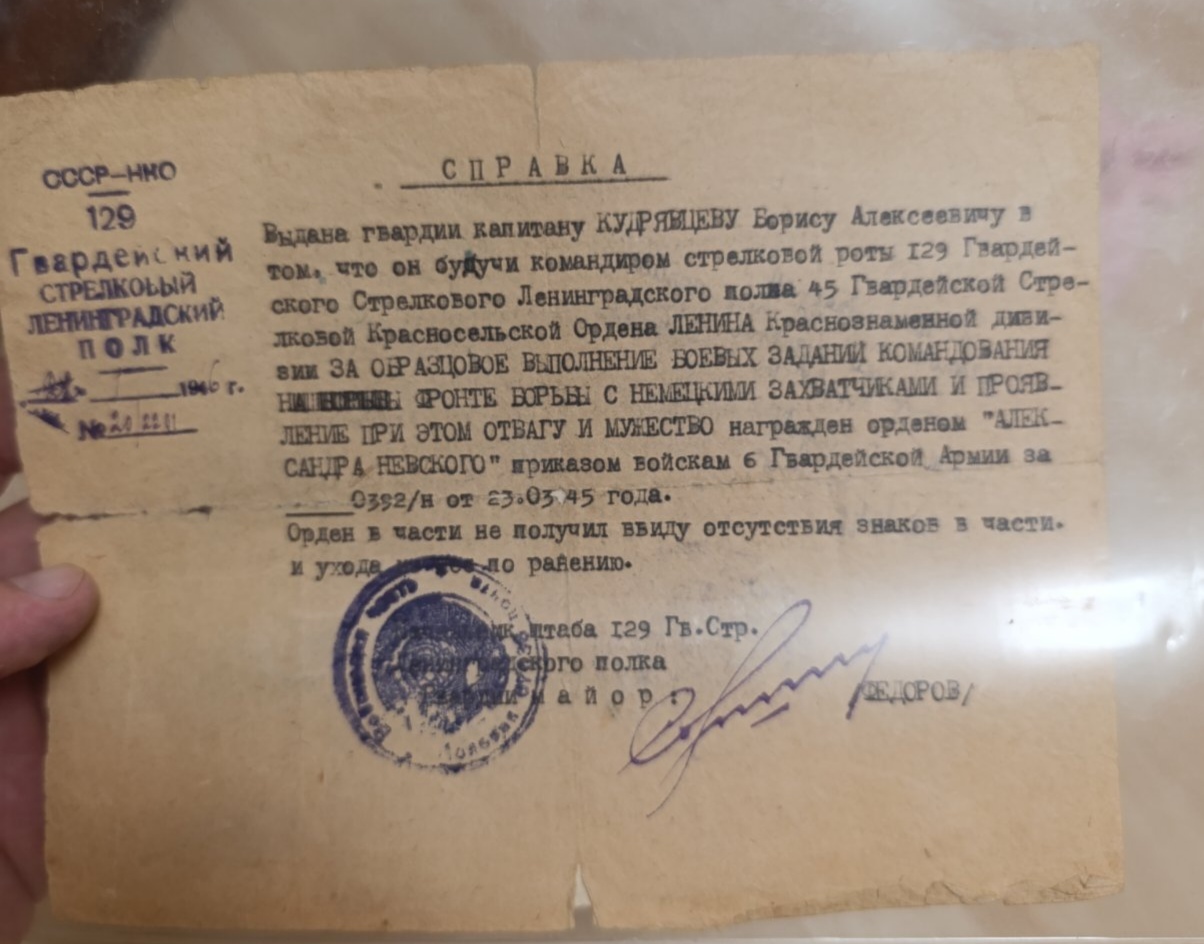 СССР-НКО
129
Гвардейский
СТРЕЛКОВЫЙ
ЛЕНИНГРАДСКИЙ
ПОЛК
1946 г.
№
СПРАВКА
Выдана гвардии капитану КУДРЯВЦЕВУ Борису Алексеевичу в
том, что он будучи командиром стрелковой роты 129 Гвардей-
ского Стрелкового Ленинградского полка 45 Гвардейской Стре-
лковой Красносельской Ордена ЛЕНИНА Краснознаменной диви-
зии ЗА ОБРАЗЦОВОЕ ВЫПОЛНЕНИЕ БОЕВЫХ ЗАДАНИЙ КОМАНДОВАНИЯ
НА ФРОНТЕ БОРЬБЫ С НЕМЕЦКИМИ ЗАХВАТЧИКАМИ И ПРОЯВ-
ЛЕНИЕ ПРИ ЭТОМ ОТВАГУ И МУЖЕСТВО награжден орденом "АЛЕК-
САНДРА НЕВСКОГО" приказом войскам 6 Гвардейской Армии за
0392/н от 23.03.45 года.
Орден в части не получил ввиду отсутствия знаков в части.
и ухода по ранению.
штаба 129 Гв.Стр.
Ленинградского полка
Гвардии майор:
ФЕДОРОВ/